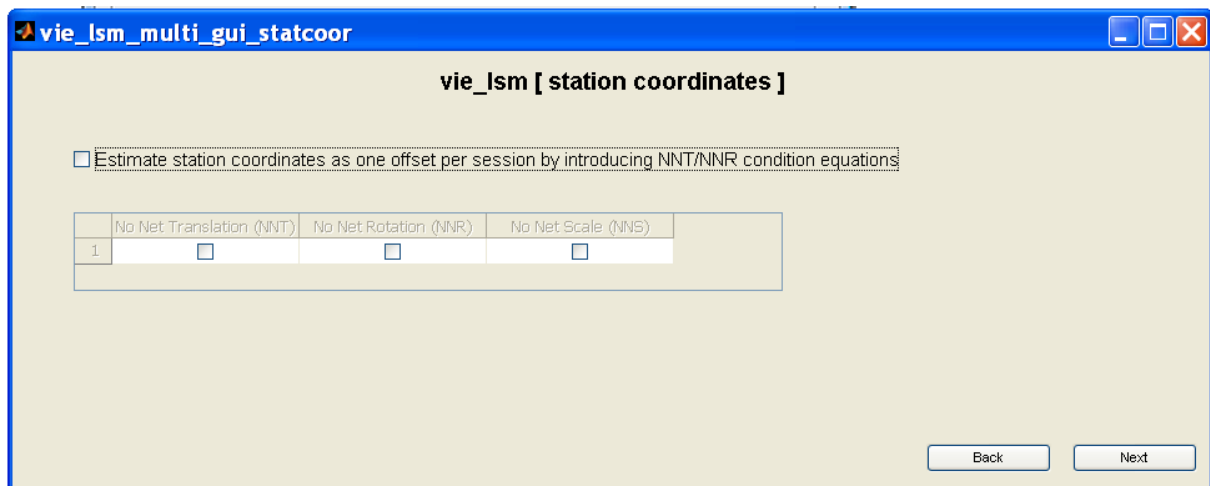 vie_lsm_multi_gui_statcoor
vie_lsm [ station coordinates ]
Estimate station coordinates as one offset per session by introducing NNT/NNR condition equations
No Net Translation (NNT) No Net Rotation (NNR) No Net Scale (NNS)
1
Back Next